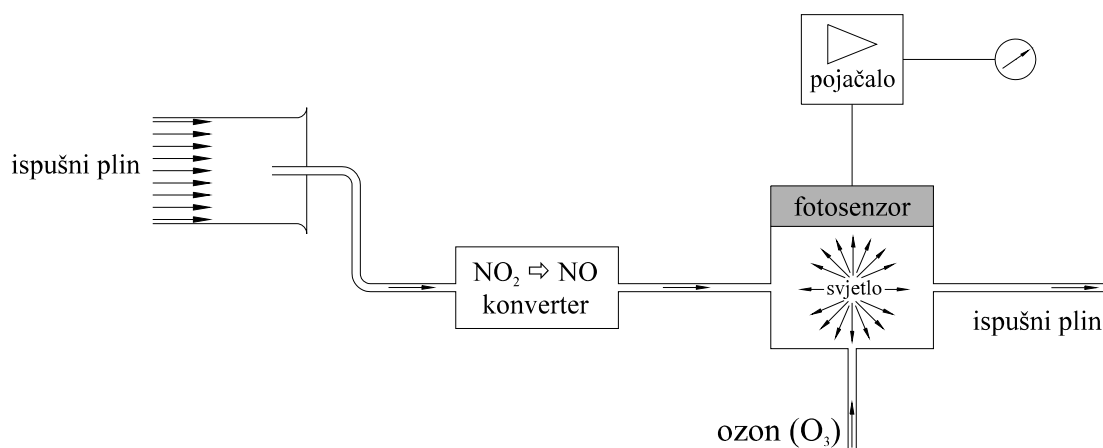 pojačalo
ispušni plin
fotosenzor
NO₂ ⇨ NO
konverter
svjetlo
ispušni plin
ozon (O₃)